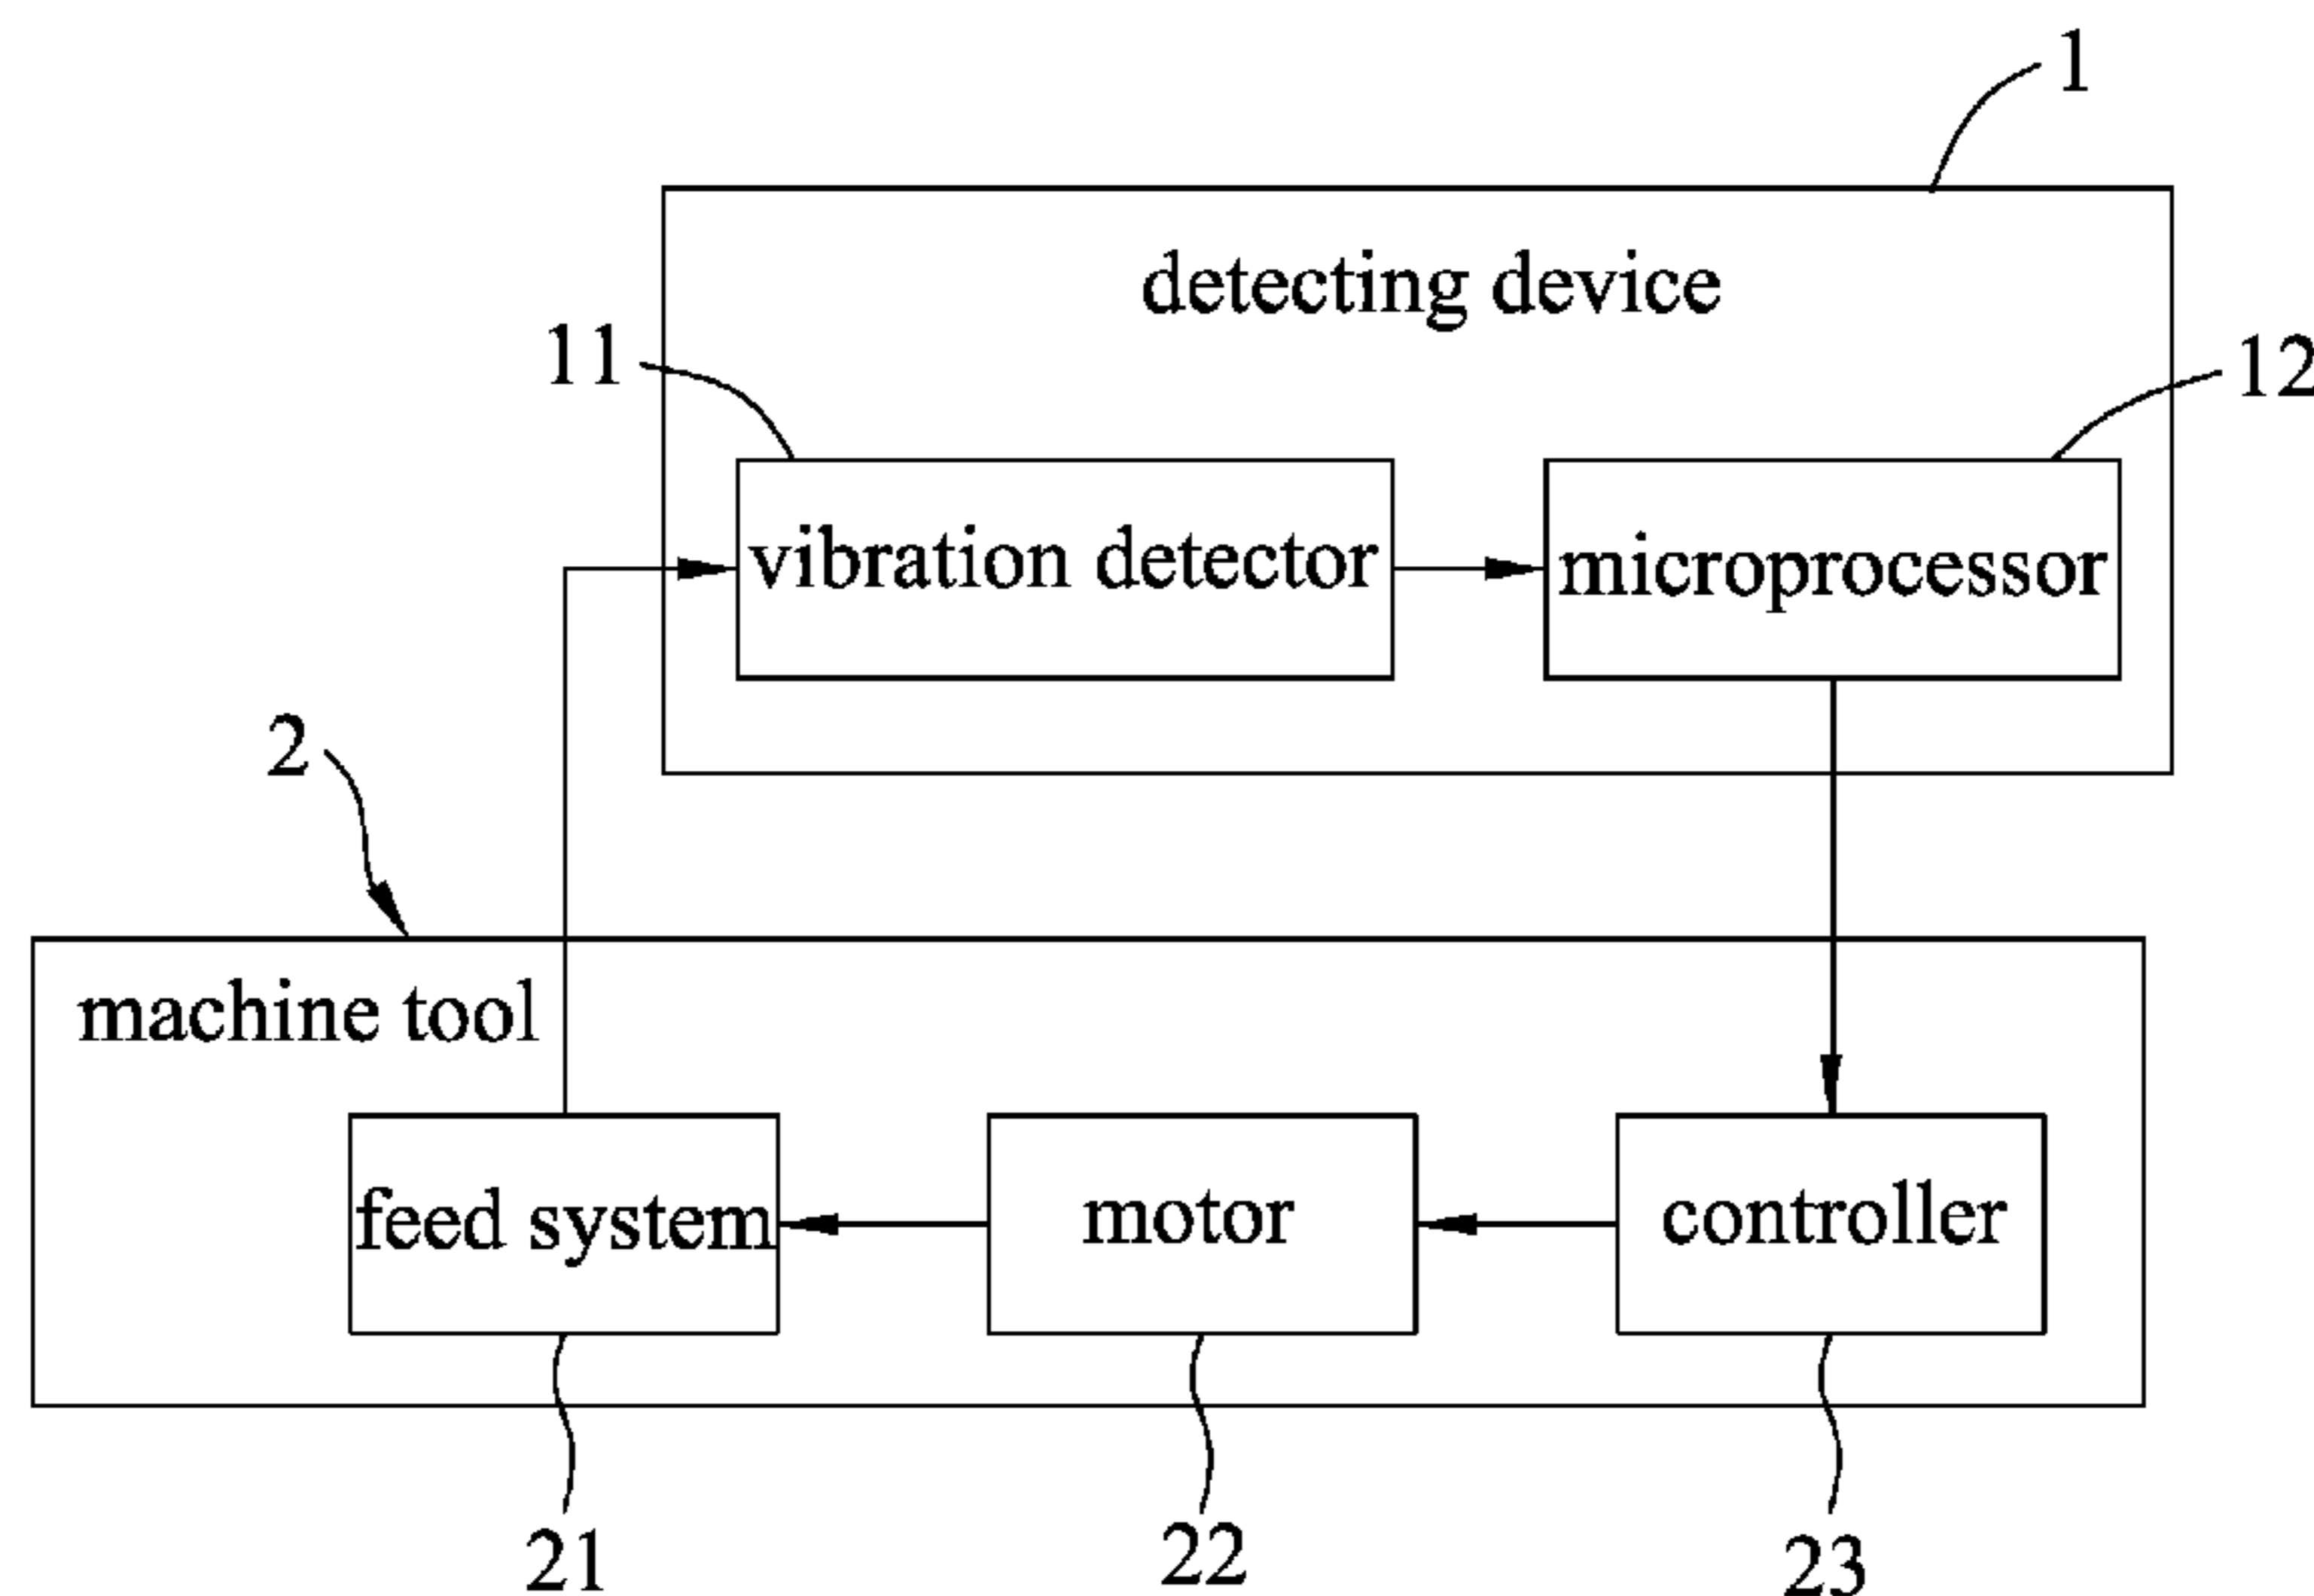 1
detecting device
11
12
vibration detector
microprocessor
2
machine tool
feed system
motor
controller
21
22
23